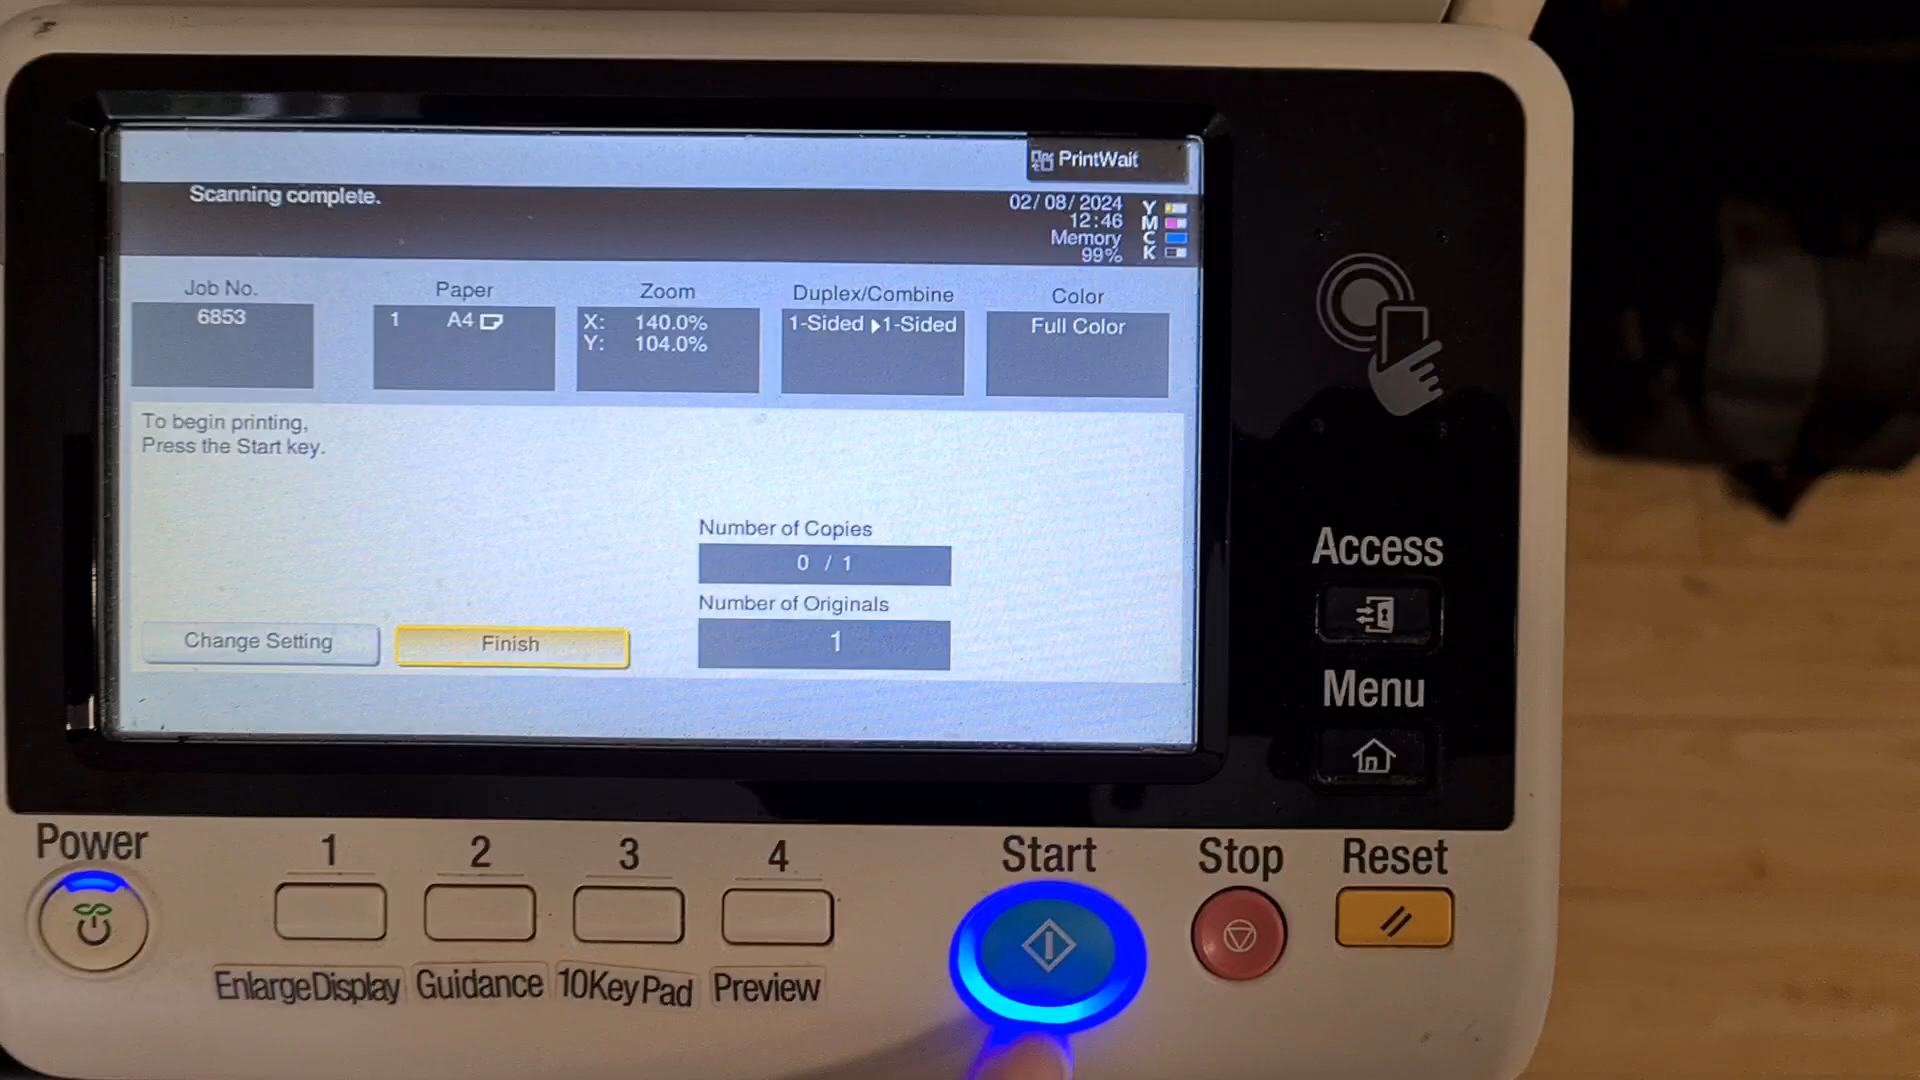 PrintWait
Scanning complete.
02/08/2024
12:46
Memory
99%
Y
M
C
K
Job No.
6853
Paper
1 A4
Zoom
X: 140.0%
Y: 104.0%
Duplex/Combine
1-Sided ▶1-Sided
Color
Full Color
To begin printing,
Press the Start key.
Number of Copies
0 / 1
Number of Originals
1
Change Setting
Finish
Access
Menu
Power
1
2
3
4
Start
Stop
Reset
EnlargeDisplay
Guidance
10Key Pad
Preview